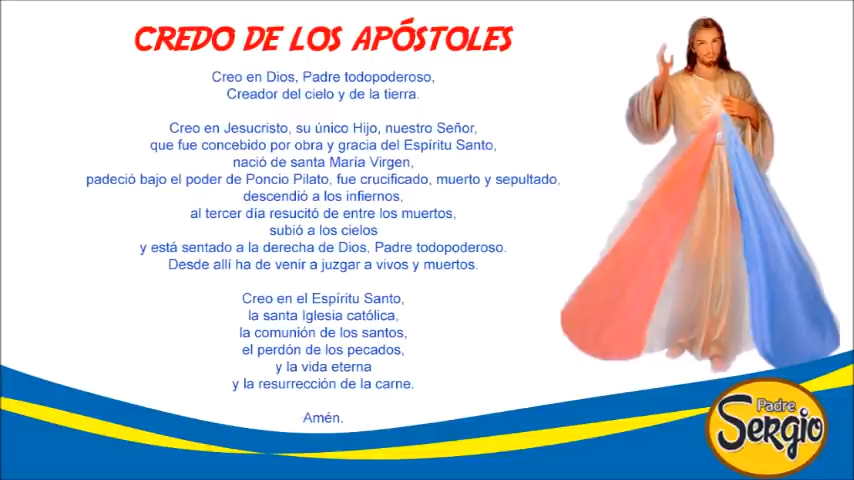 CREDO DE LOS APÓSTOLES
Creo en Dios, Padre todopoderoso,
Creador del cielo y de la tierra.
Creo en Jesucristo, su único Hijo, nuestro Señor,
que fue concebido por obra y gracia del Espíritu Santo,
nació de santa María Virgen,
padeció bajo el poder de Poncio Pilato, fue crucificado, muerto y sepultado,
descendió a los infiernos,
al tercer día resucitó de entre los muertos,
subió a los cielos
y está sentado a la derecha de Dios, Padre todopoderoso.
Desde allí ha de venir a juzgar a vivos y muertos.
Creo en el Espíritu Santo,
la santa Iglesia católica,
la comunión de los santos,
el perdón de los pecados,
y la vida eterna
y la resurrección de la carne.
Amén.
Padre
Sergio